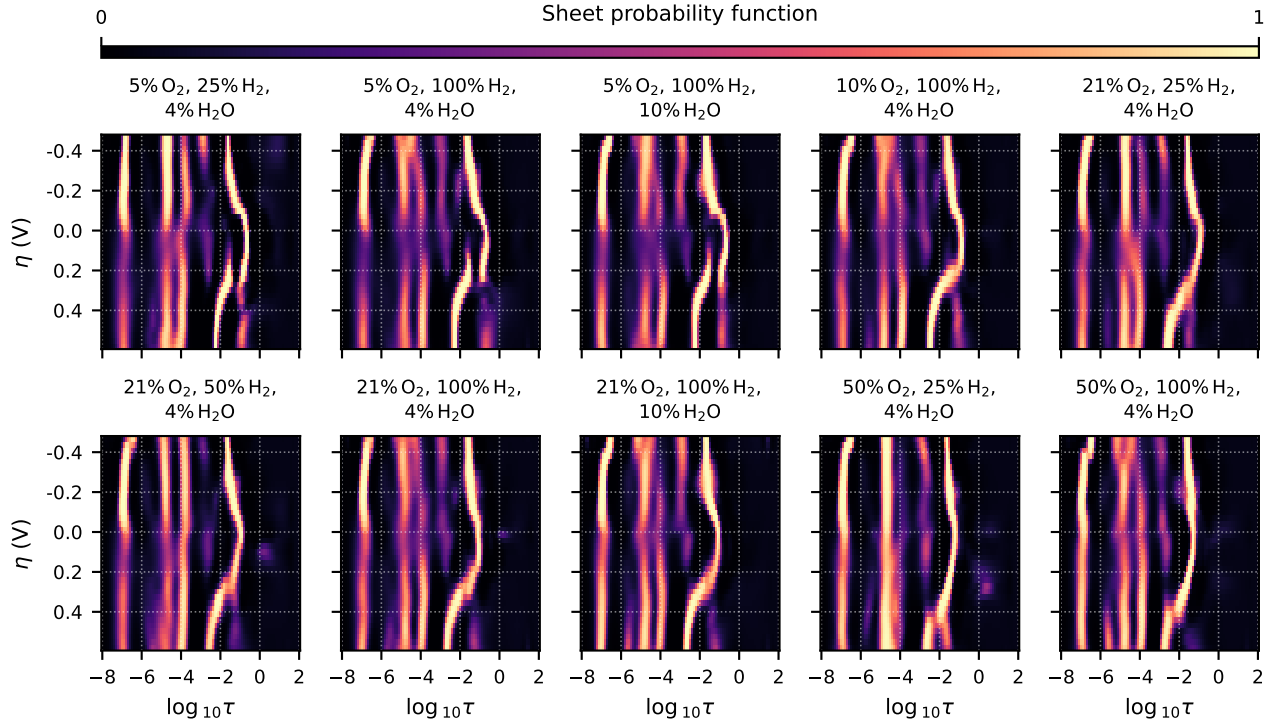 Sheet probability function
0 1
5% O₂, 25% H₂, 5% O₂, 100% H₂, 5% O₂, 100% H₂, 10% O₂, 100% H₂, 21% O₂, 25% H₂,
4% H₂O 4% H₂O 10% H₂O 4% H₂O 4% H₂O
η (V)
-0.4
-0.2
0.0
0.2
0.4
21% O₂, 50% H₂, 21% O₂, 100% H₂, 21% O₂, 100% H₂, 50% O₂, 25% H₂, 50% O₂, 100% H₂,
4% H₂O 4% H₂O 10% H₂O 4% H₂O 4% H₂O
η (V)
-0.4
-0.2
0.0
0.2
0.4
−8 −6 −4 −2 0 2 −8 −6 −4 −2 0 2 −8 −6 −4 −2 0 2 −8 −6 −4 −2 0 2 −8 −6 −4 −2 0 2
log₁₀τ log₁₀τ log₁₀τ log₁₀τ log₁₀τ